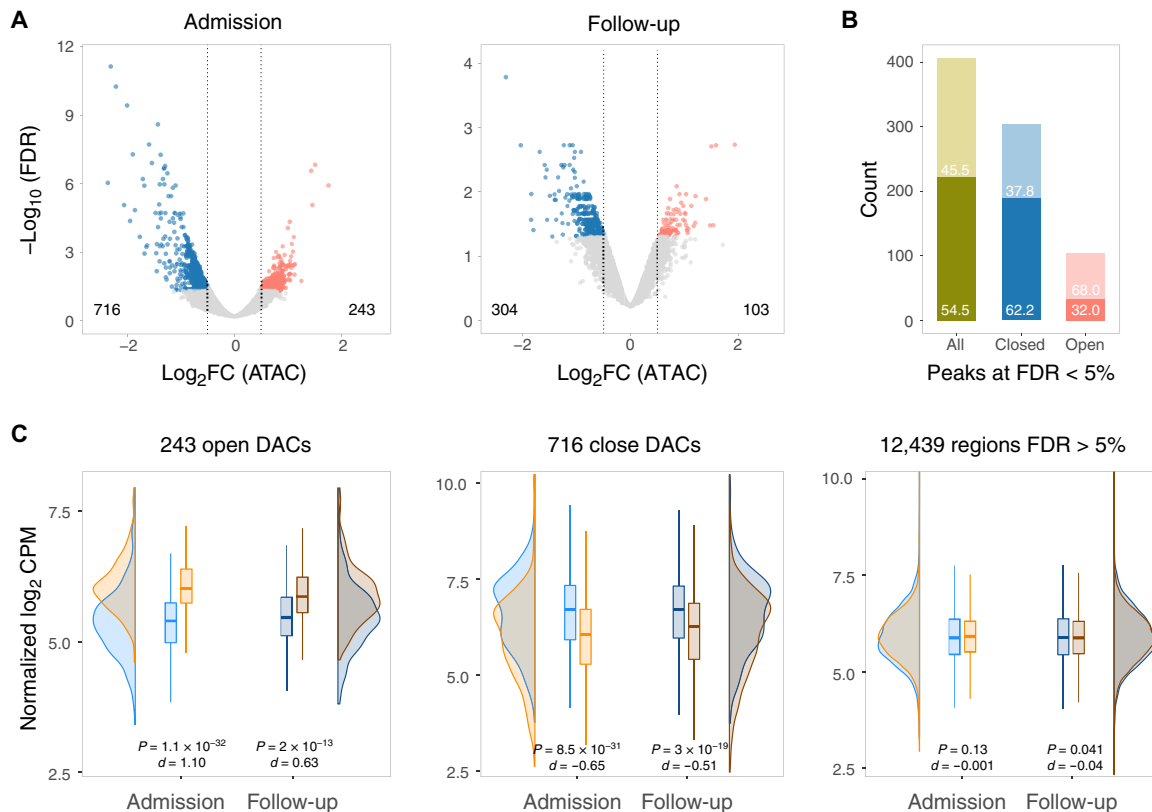 A
Admission
Follow-up
−Log10 (FDR)
12
9
6
3
0
716
243
−2
0
2
Log2FC (ATAC)
4
3
2
1
0
304
103
−2
0
2
Log2FC (ATAC)
B
Count
400
300
200
100
0
45.5
54.5
37.8
62.2
68.0
32.0
All
Closed
Open
Peaks at FDR < 5%
C
243 open DACs
716 close DACs
12,439 regions FDR > 5%
Normalized log2 CPM
7.5
5.0
2.5
P = 1.1 × 10−32
d = 1.10
P = 2 × 10−13
d = 0.63
Admission
Follow-up
10.0
7.5
5.0
2.5
P = 8.5 × 10−31
d = −0.65
P = 3 × 10−19
d = −0.51
Admission
Follow-up
10.0
7.5
5.0
2.5
P = 0.13
d = −0.001
P = 0.041
d = −0.04
Admission
Follow-up